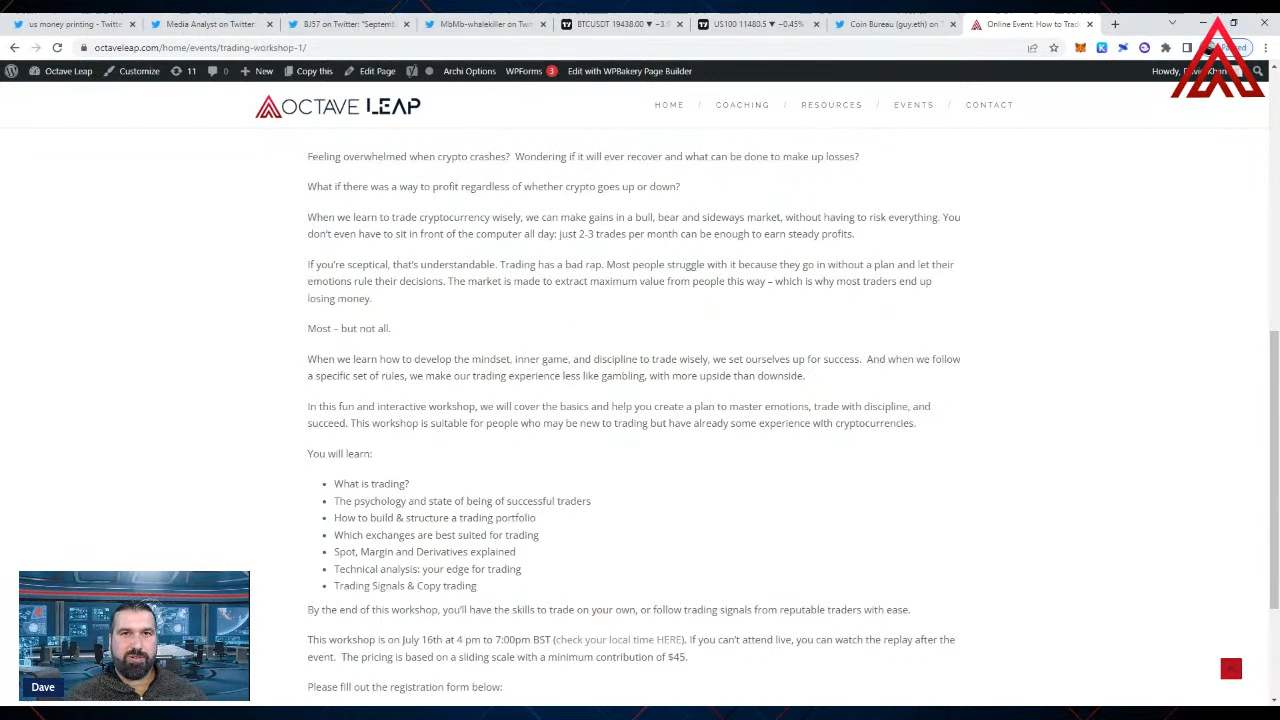 us money printing - Twitte
Media Analyst on Twitter:
BJ57 on Twitter: "Septemb
MbMb-whalekiller on Twi
BTCUSDT 19438.00 ▼ −3.
US100 11480.5 ▼ −0.45%
Coin Bureau (guy.eth) on T
Online Event: How to Trad
octaveleap.com/home/events/trading-workshop-1/
Paused
Octave Leap Customize 11 New Copy this Edit Page Archi Options WPForms 3 Edit with WPBakery Page Builder
Howdy,
OCTAVE LEAP
HOME / COACHING / RESOURCES / EVENTS / CONTACT
Feeling overwhelmed when crypto crashes? Wondering if it will ever recover and what can be done to make up losses?
What if there was a way to profit regardless of whether crypto goes up or down?
When we learn to trade cryptocurrency wisely, we can make gains in a bull, bear and sideways market, without having to risk everything. You
don't even have to sit in front of the computer all day: just 2-3 trades per month can be enough to earn steady profits.
If you're sceptical, that's understandable. Trading has a bad rap. Most people struggle with it because they go in without a plan and let their
emotions rule their decisions. The market is made to extract maximum value from people this way – which is why most traders end up
losing money.
Most – but not all.
When we learn how to develop the mindset, inner game, and discipline to trade wisely, we set ourselves up for success. And when we follow
a specific set of rules, we make our trading experience less like gambling, with more upside than downside.
In this fun and interactive workshop, we will cover the basics and help you create a plan to master emotions, trade with discipline, and
succeed. This workshop is suitable for people who may be new to trading but have already some experience with cryptocurrencies.
You will learn:
• What is trading?
• The psychology and state of being of successful traders
• How to build & structure a trading portfolio
• Which exchanges are best suited for trading
• Spot, Margin and Derivatives explained
• Technical analysis: your edge for trading
• Trading Signals & Copy trading
By the end of this workshop, you'll have the skills to trade on your own, or follow trading signals from reputable traders with ease.
This workshop is on July 16th at 4 pm to 7:00pm BST (check your local time HERE). If you can't attend live, you can watch the replay after the
event. The pricing is based on a sliding scale with a minimum contribution of $45.
Please fill out the registration form below:
Dave